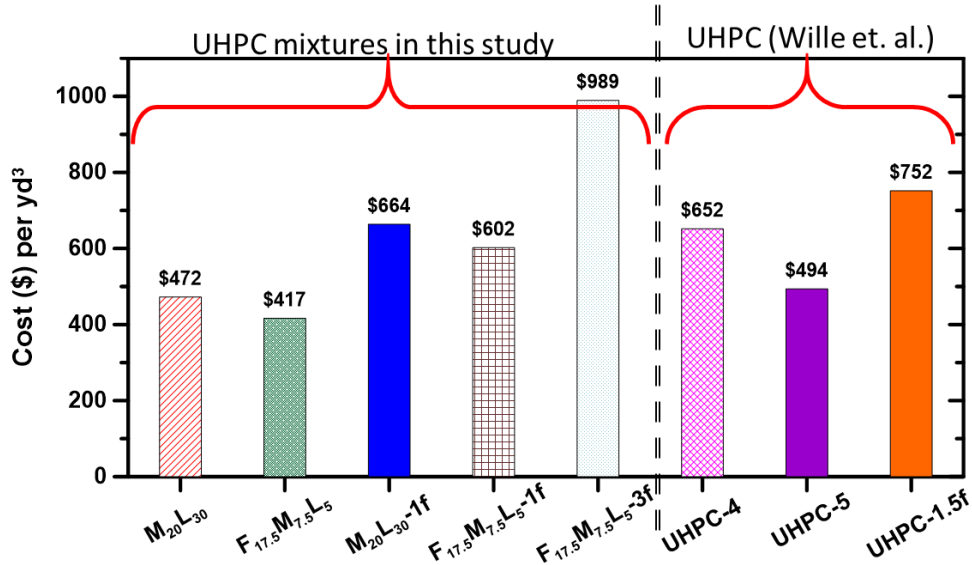 UHPC mixtures in this study
UHPC (Wille et. al.)
Cost ($) per yd³
1000
800
600
400
200
0
$472
$417
$664
$602
$989
$652
$494
$752
M₂₀L₃₀
F₁₇.₅M₇.₅L₅
M₂₀L₃₀-1f
F₁₇.₅M₇.₅L₅-1f
F₁₇.₅M₇.₅L₅-3f
UHPC-4
UHPC-5
UHPC-1.5f